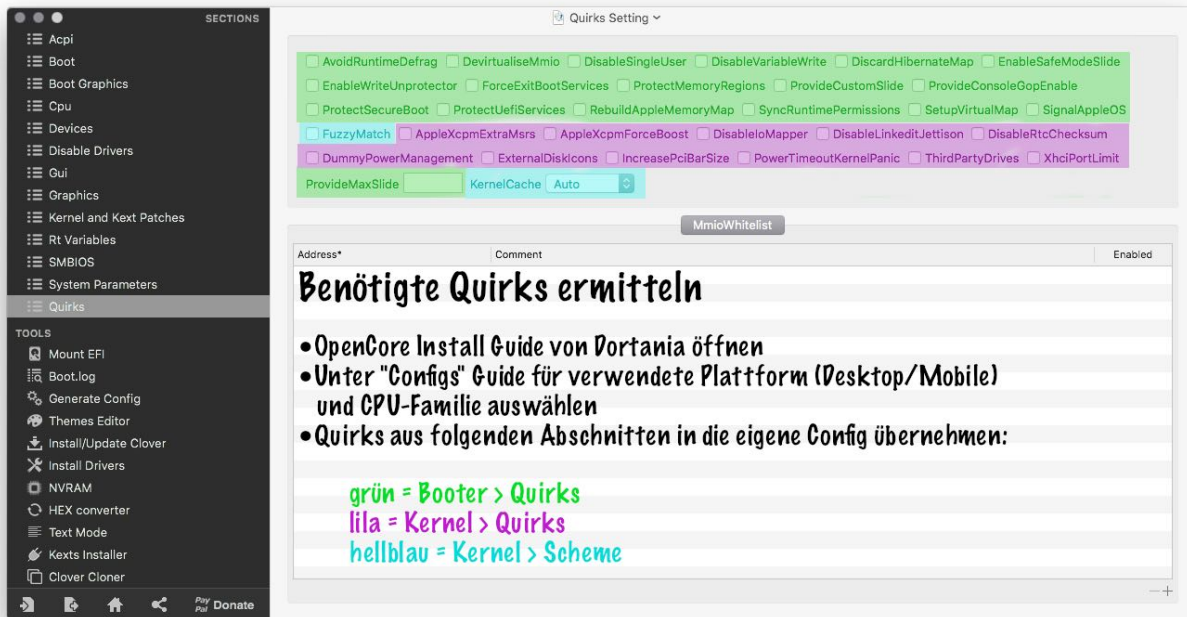 SECTIONS
Quirks Setting
Acpi
Boot
Boot Graphics
Cpu
Devices
Disable Drivers
Gui
Graphics
Kernel and Kext Patches
Rt Variables
SMBIOS
System Parameters
Quirks
TOOLS
Mount EFI
Boot.log
Generate Config
Themes Editor
Install/Update Clover
Install Drivers
NVRAM
HEX converter
Text Mode
Kexts Installer
Clover Cloner
Pay Pal Donate
AvoidRuntimeDefrag DevirtualiseMmio DisableSingleUser DisableVariableWrite DiscardHibernateMap EnableSafeModeSlide
EnableWriteUnprotector ForceExitBootServices ProtectMemoryRegions ProvideCustomSlide ProvideConsoleGopEnable
ProtectSecureBoot ProtectUefiServices RebuildAppleMemoryMap SyncRuntimePermissions SetupVirtualMap SignalAppleOS
FuzzyMatch AppleXcpmExtraMsrs AppleXcpmForceBoost DisableIoMapper DisableLinkeditJettison DisableRtcChecksum
DummyPowerManagement ExternalDiskIcons IncreasePciBarSize PowerTimeoutKernelPanic ThirdPartyDrives XhciPortLimit
ProvideMaxSlide KernelCache Auto
MmioWhitelist
Address* Comment Enabled
Benötigte Quirks ermitteln
•OpenCore Install Guide von Dortania öffnen
•Unter "Configs" Guide für verwendete Plattform (Desktop/Mobile)
und CPU-Familie auswählen
•Quirks aus folgenden Abschnitten in die eigene Config übernehmen:
grün = Booter > Quirks
lila = Kernel > Quirks
hellblau = Kernel > Scheme